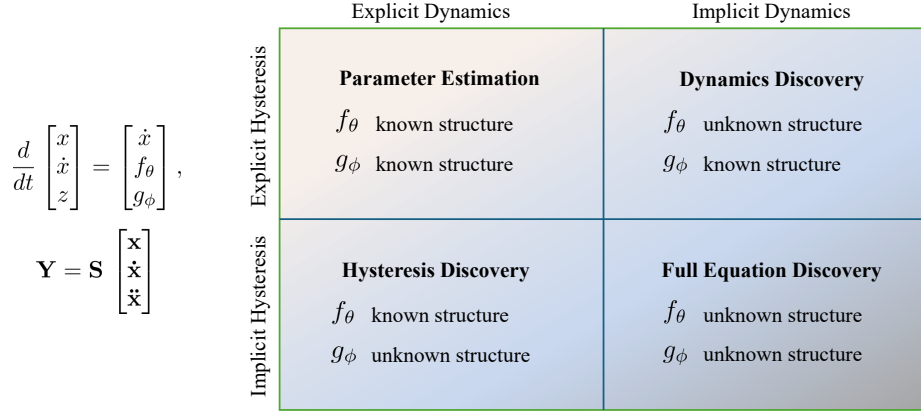 Explicit Dynamics
Implicit Dynamics
Explicit Hysteresis
Parameter Estimation
f_θ known structure
g_ϕ known structure
Dynamics Discovery
f_θ unknown structure
g_ϕ known structure
d/dt [x ẋ z] = [ẋ f_θ g_ϕ],
Y = S [x ẋ ẍ]
Implicit Hysteresis
Hysteresis Discovery
f_θ known structure
g_ϕ unknown structure
Full Equation Discovery
f_θ unknown structure
g_ϕ unknown structure